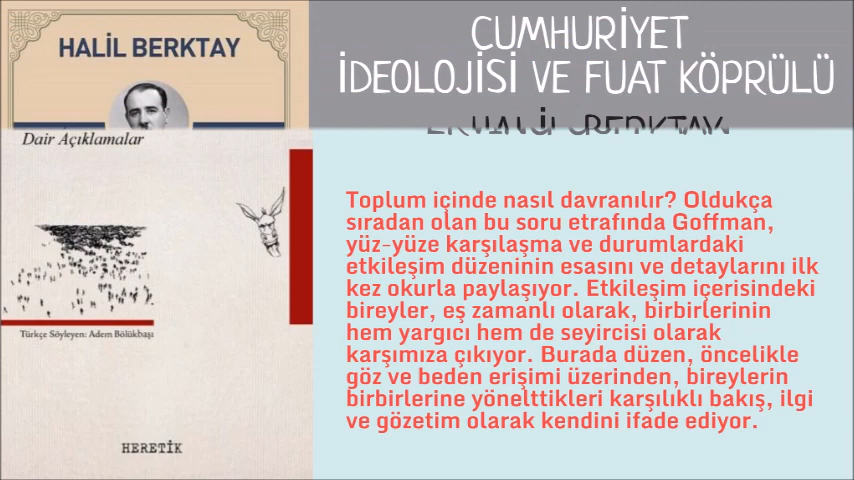 HALİL BERKTAY
Dair Açıklamalar
Türkçe Söyleyen: Adem Bölükbaşı
HERETİK
CUMHURİYET
İDEOLOJİSİ VE FUAT KÖPRÜLÜ
Toplum içinde nasıl davranılır? Oldukça
sıradan olan bu soru etrafında Goffman,
yüz-yüze karşılaşma ve durumlardaki
etkileşim düzeninin esasını ve detaylarını ilk
kez okurla paylaşıyor. Etkileşim içerisindeki
bireyler, eş zamanlı olarak, birbirlerinin
hem yargıcı hem de seyircisi olarak
karşımıza çıkıyor. Burada düzen, öncelikle
göz ve beden erişimi üzerinden, bireylerin
birbirlerine yönelttikleri karşılıklı bakış, ilgi
ve gözetim olarak kendini ifade ediyor.